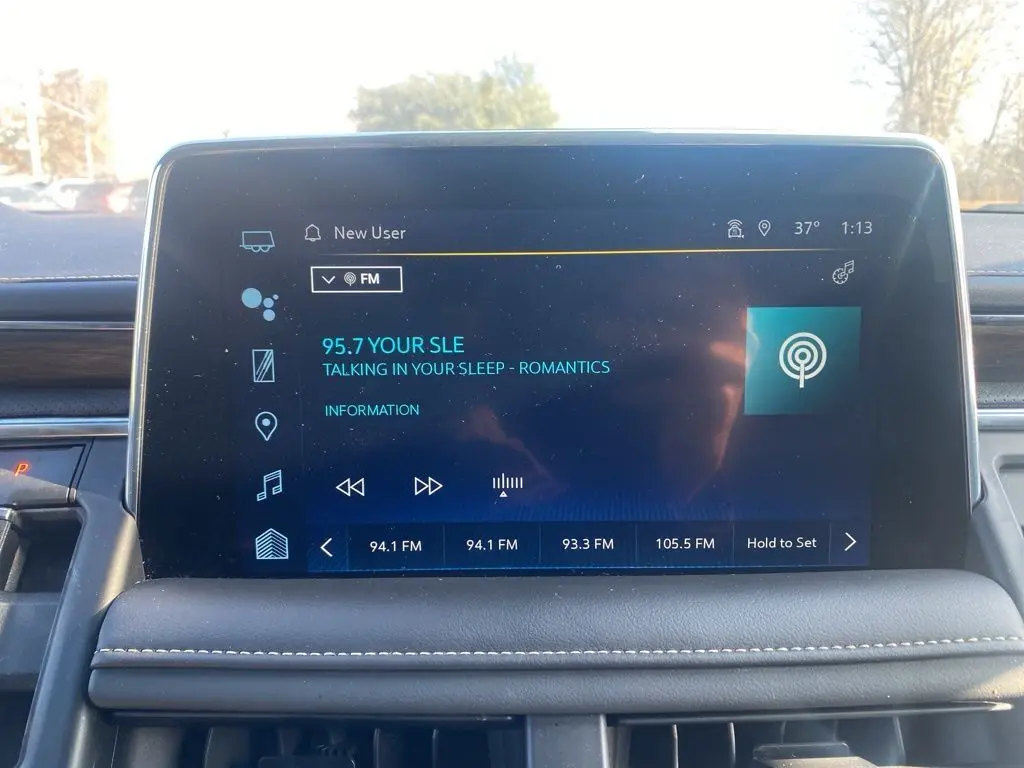 New User 37° 1:13
FM
95.7 YOUR SLE
TALKING IN YOUR SLEEP - ROMANTICS
INFORMATION
P
94.1 FM 94.1 FM 93.3 FM 105.5 FM Hold to Set